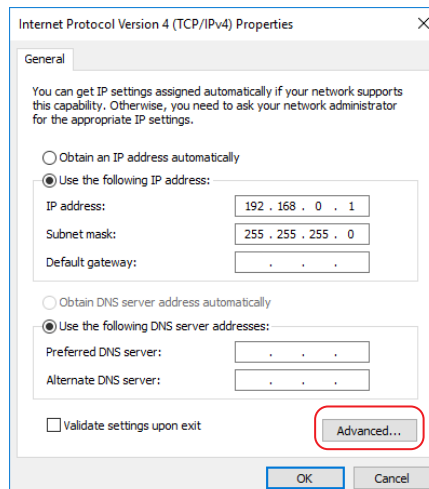 Internet Protocol Version 4 (TCP/IPv4) Properties
General
You can get IP settings assigned automatically if your network supports
this capability. Otherwise, you need to ask your network administrator
for the appropriate IP settings.
Obtain an IP address automatically
Use the following IP address:
IP address: 192 . 168 . 0 . 1
Subnet mask: 255 . 255 . 255 . 0
Default gateway: . . .
Obtain DNS server address automatically
Use the following DNS server addresses:
Preferred DNS server: . . .
Alternate DNS server: . . .
Validate settings upon exit
Advanced...
OK Cancel